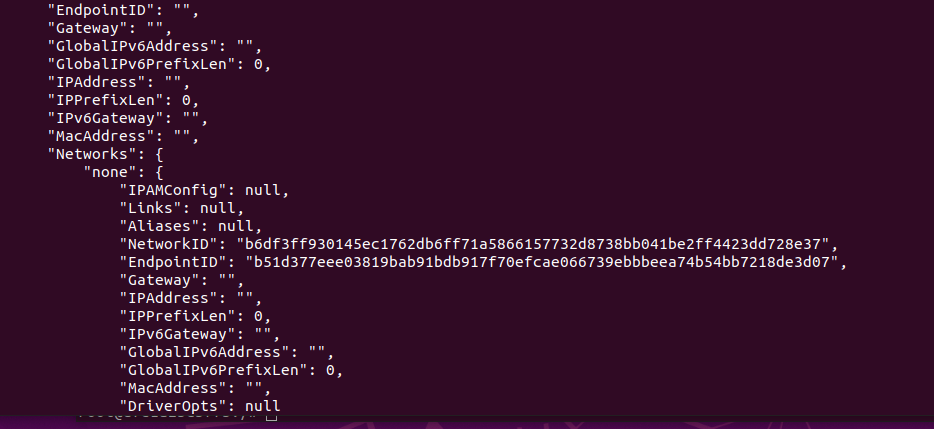 "EndpointID": "",
"Gateway": "",
"GlobalIPv6Address": "",
"GlobalIPv6PrefixLen": 0,
"IPAddress": "",
"IPPrefixLen": 0,
"IPv6Gateway": "",
"MacAddress": "",
"Networks": {
"none": {
"IPAMConfig": null,
"Links": null,
"Aliases": null,
"NetworkID": "b6df3ff930145ec1762db6ff71a5866157732d8738bb041be2ff4423dd728e37",
"EndpointID": "b51d377eee03819bab91bdb917f70efcae066739ebbbeea74b54bb7218de3d07",
"Gateway": "",
"IPAddress": "",
"IPPrefixLen": 0,
"IPv6Gateway": "",
"GlobalIPv6Address": "",
"GlobalIPv6PrefixLen": 0,
"MacAddress": "",
"DriverOpts": null